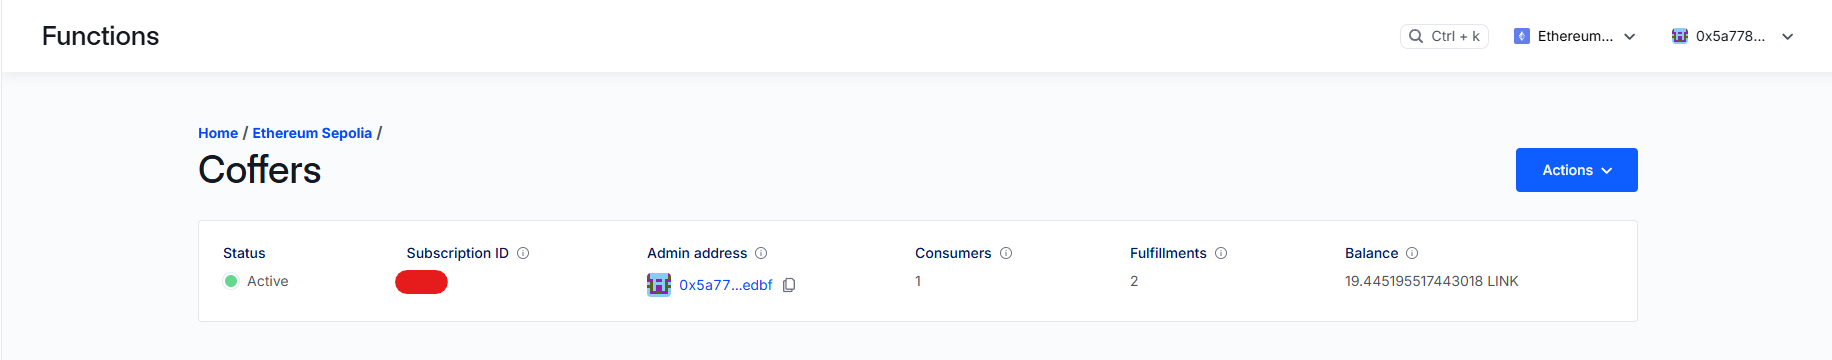 Functions
Ctrl + k
Ethereum...
0x5a778...
Home / Ethereum Sepolia /
Coffers
Actions
Status
Subscription ID
Admin address
Consumers
Fulfillments
Balance
Active
0x5a77...edbf
1
2
19.445195517443018 LINK